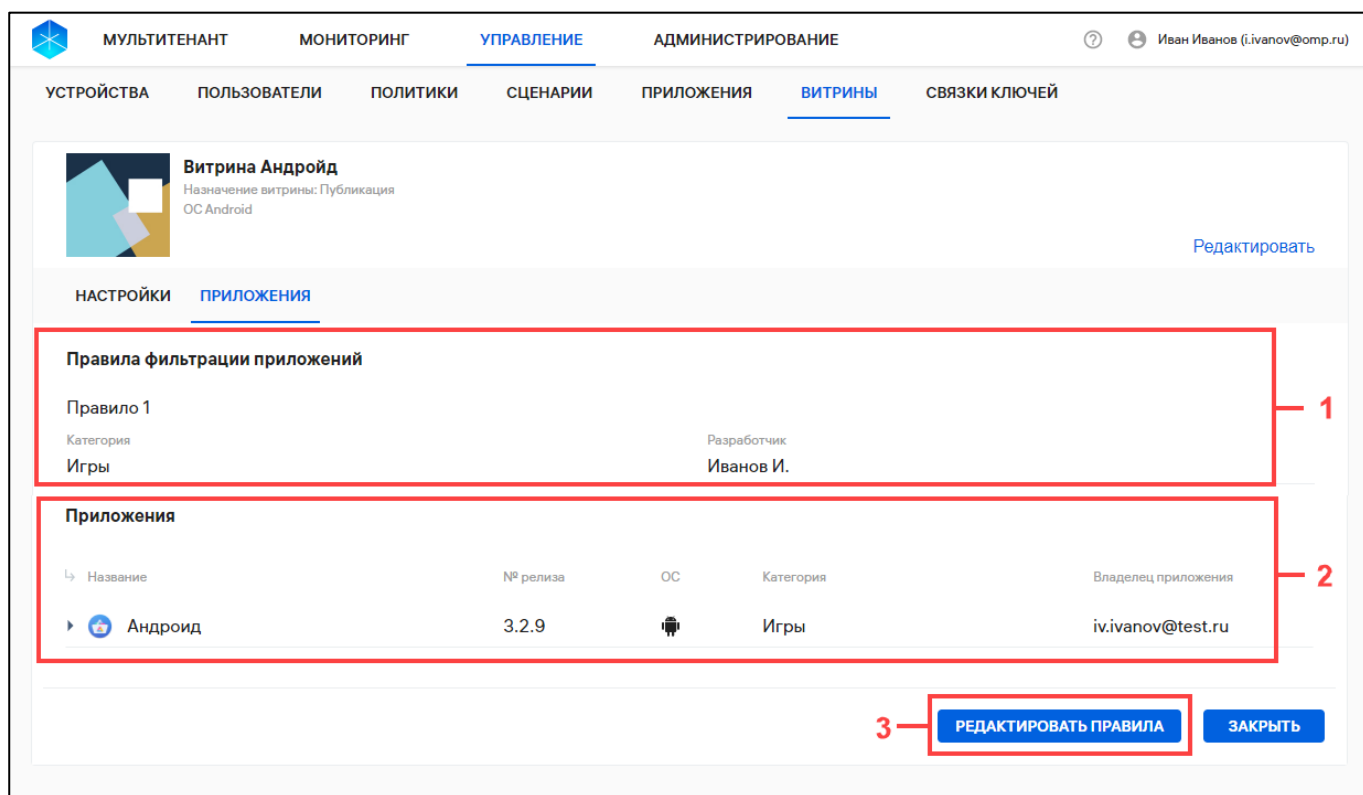 МУЛЬТИТЕНАНТ МОНИТОРИНГ УПРАВЛЕНИЕ АДМИНИСТРИРОВАНИЕ ? Иван Иванов (i.ivanov@omp.ru)
УСТРОЙСТВА ПОЛЬЗОВАТЕЛИ ПОЛИТИКИ СЦЕНАРИИ ПРИЛОЖЕНИЯ ВИТРИНЫ СВЯЗКИ КЛЮЧЕЙ
Витрина Андройд
Назначение витрины: Публикация
ОС Android
Редактировать
НАСТРОЙКИ ПРИЛОЖЕНИЯ
Правила фильтрации приложений
Правило 1
1
Категория Разработчик
Игры Иванов И.
Приложения
Название № релиза ОС Категория Владелец приложения
2
Андроид 3.2.9 Игры iv.ivanov@test.ru
3 РЕДАКТИРОВАТЬ ПРАВИЛА ЗАКРЫТЬ